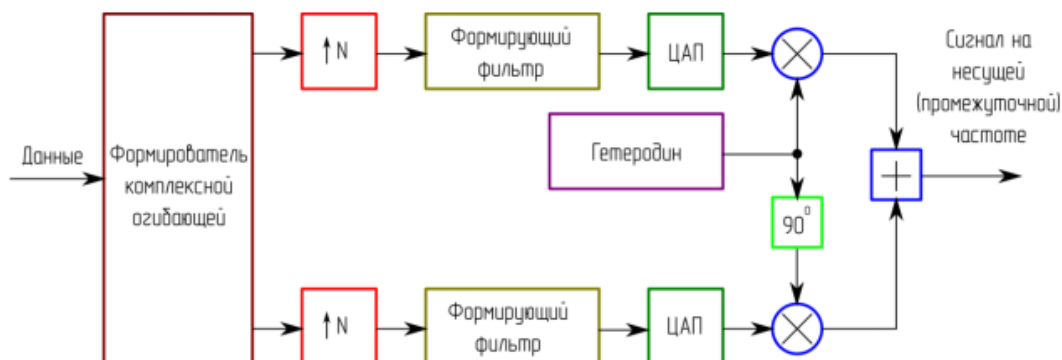 ↑N
Формирующий
фильтр
ЦАП
Сигнал на
несущей
(промежуточной)
частоте
Данные
Формирователь
комплексной
огибающей
Гетеродин
90°
↑N
Формирующий
фильтр
ЦАП